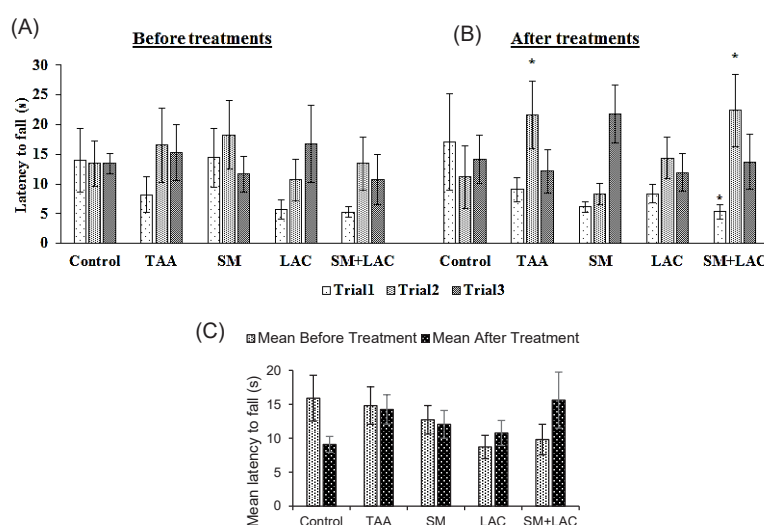 (A)
Before treatments
(B)
After treatments
Latency to fall (s)
30
25
20
15
10
5
0
*
*
*
Control TAA SM LAC SM+LAC Control TAA SM LAC SM+LAC
Trial1 Trial2 Trial3
(C)
Mean Before Treatment Mean After Treatment
Mean latency to fall (s)
20
15
10
5
0
Control TAA SM LAC SM+LAC